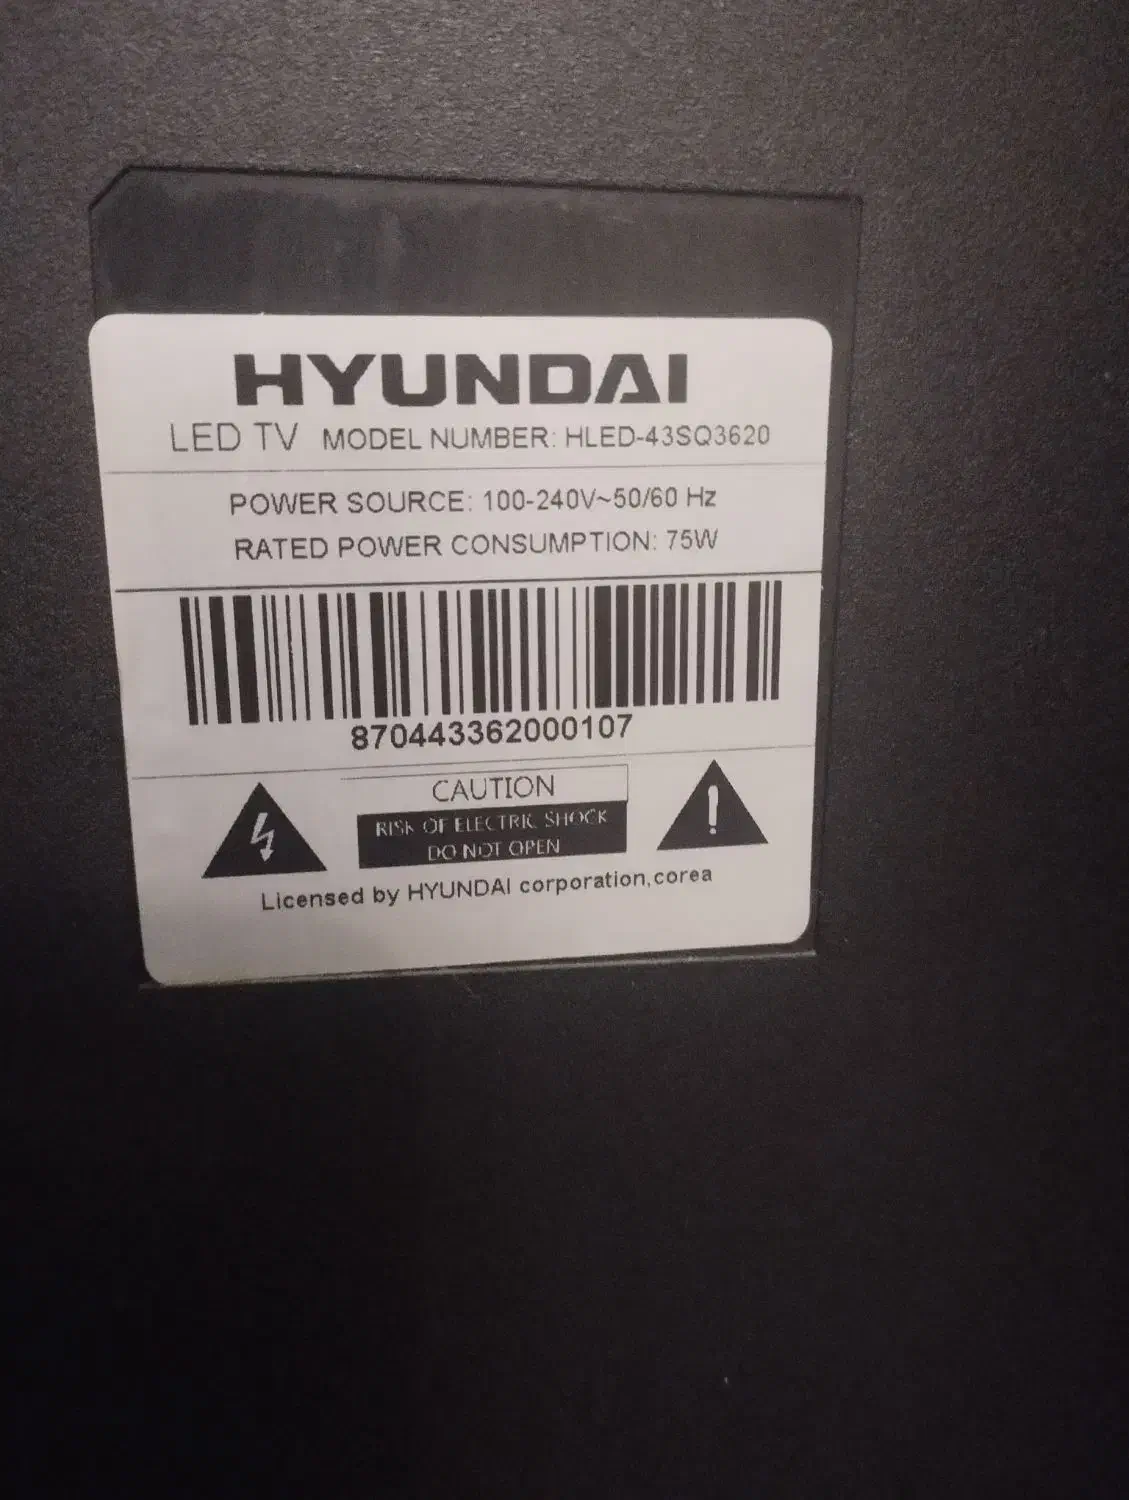 HYUNDAI
LED TV MODEL NUMBER: HLED-43SQ3620
POWER SOURCE: 100-240V~50/60 Hz
RATED POWER CONSUMPTION: 75W
870443362000107
CAUTION
RISK OF ELECTRIC SHOCK
DO NOT OPEN
Licensed by HYUNDAI corporation,corea